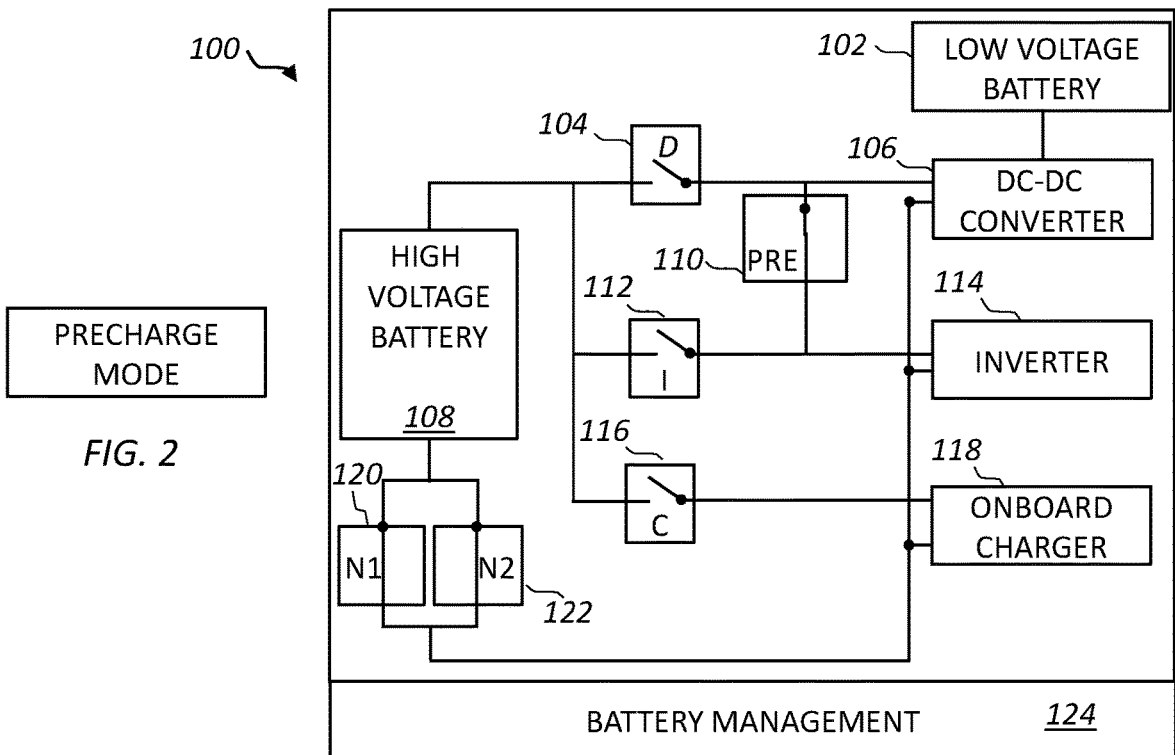 100
102
LOW VOLTAGE
BATTERY
104
D
106
DC-DC
CONVERTER
HIGH
VOLTAGE
BATTERY
108
110
PRE
112
I
114
INVERTER
PRECHARGE
MODE
FIG. 2
116
C
118
ONBOARD
CHARGER
120
N1
N2
122
BATTERY MANAGEMENT
124